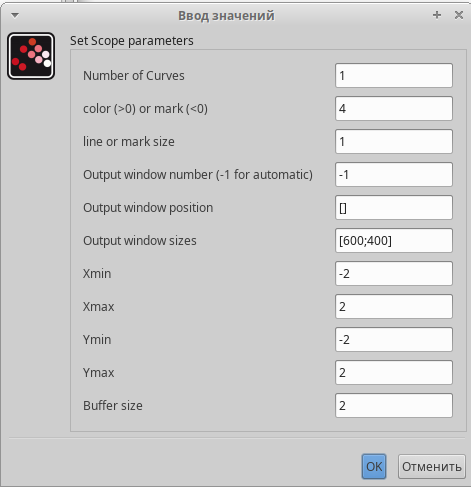 Ввод значений
Set Scope parameters
Number of Curves 1
color (>0) or mark (<0) 4
line or mark size 1
Output window number (-1 for automatic) -1
Output window position []
Output window sizes [600;400]
Xmin -2
Xmax 2
Ymin -2
Ymax 2
Buffer size 2
OK Отменить